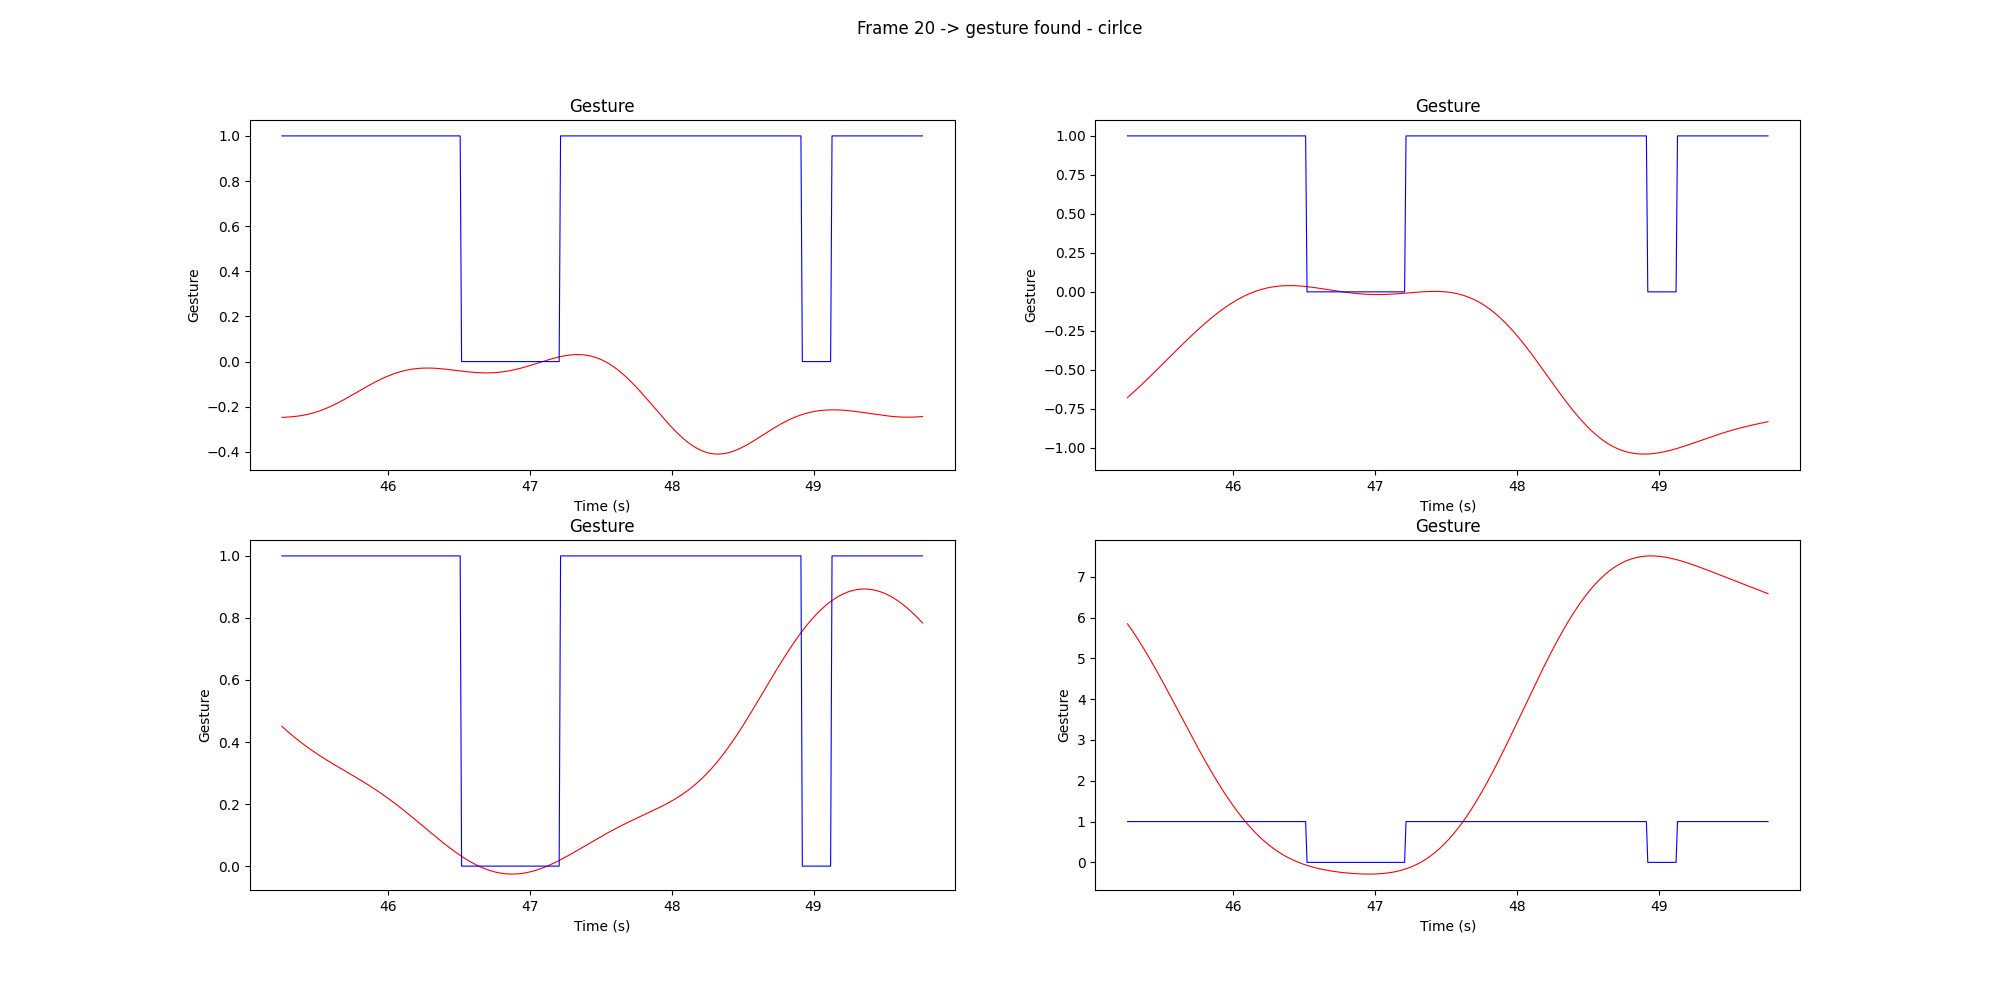 Frame 20 -> gesture found - cirlce
Gesture
1.0
0.8
0.6
0.4
0.2
0.0
−0.2
−0.4
Gesture
46 47 48 49
Time (s)
Gesture
1.00
0.75
0.50
0.25
0.00
−0.25
−0.50
−0.75
−1.00
Gesture
46 47 48 49
Time (s)
Gesture
1.0
0.8
0.6
0.4
0.2
0.0
Gesture
46 47 48 49
Time (s)
Gesture
7
6
5
4
3
2
1
0
Gesture
46 47 48 49
Time (s)